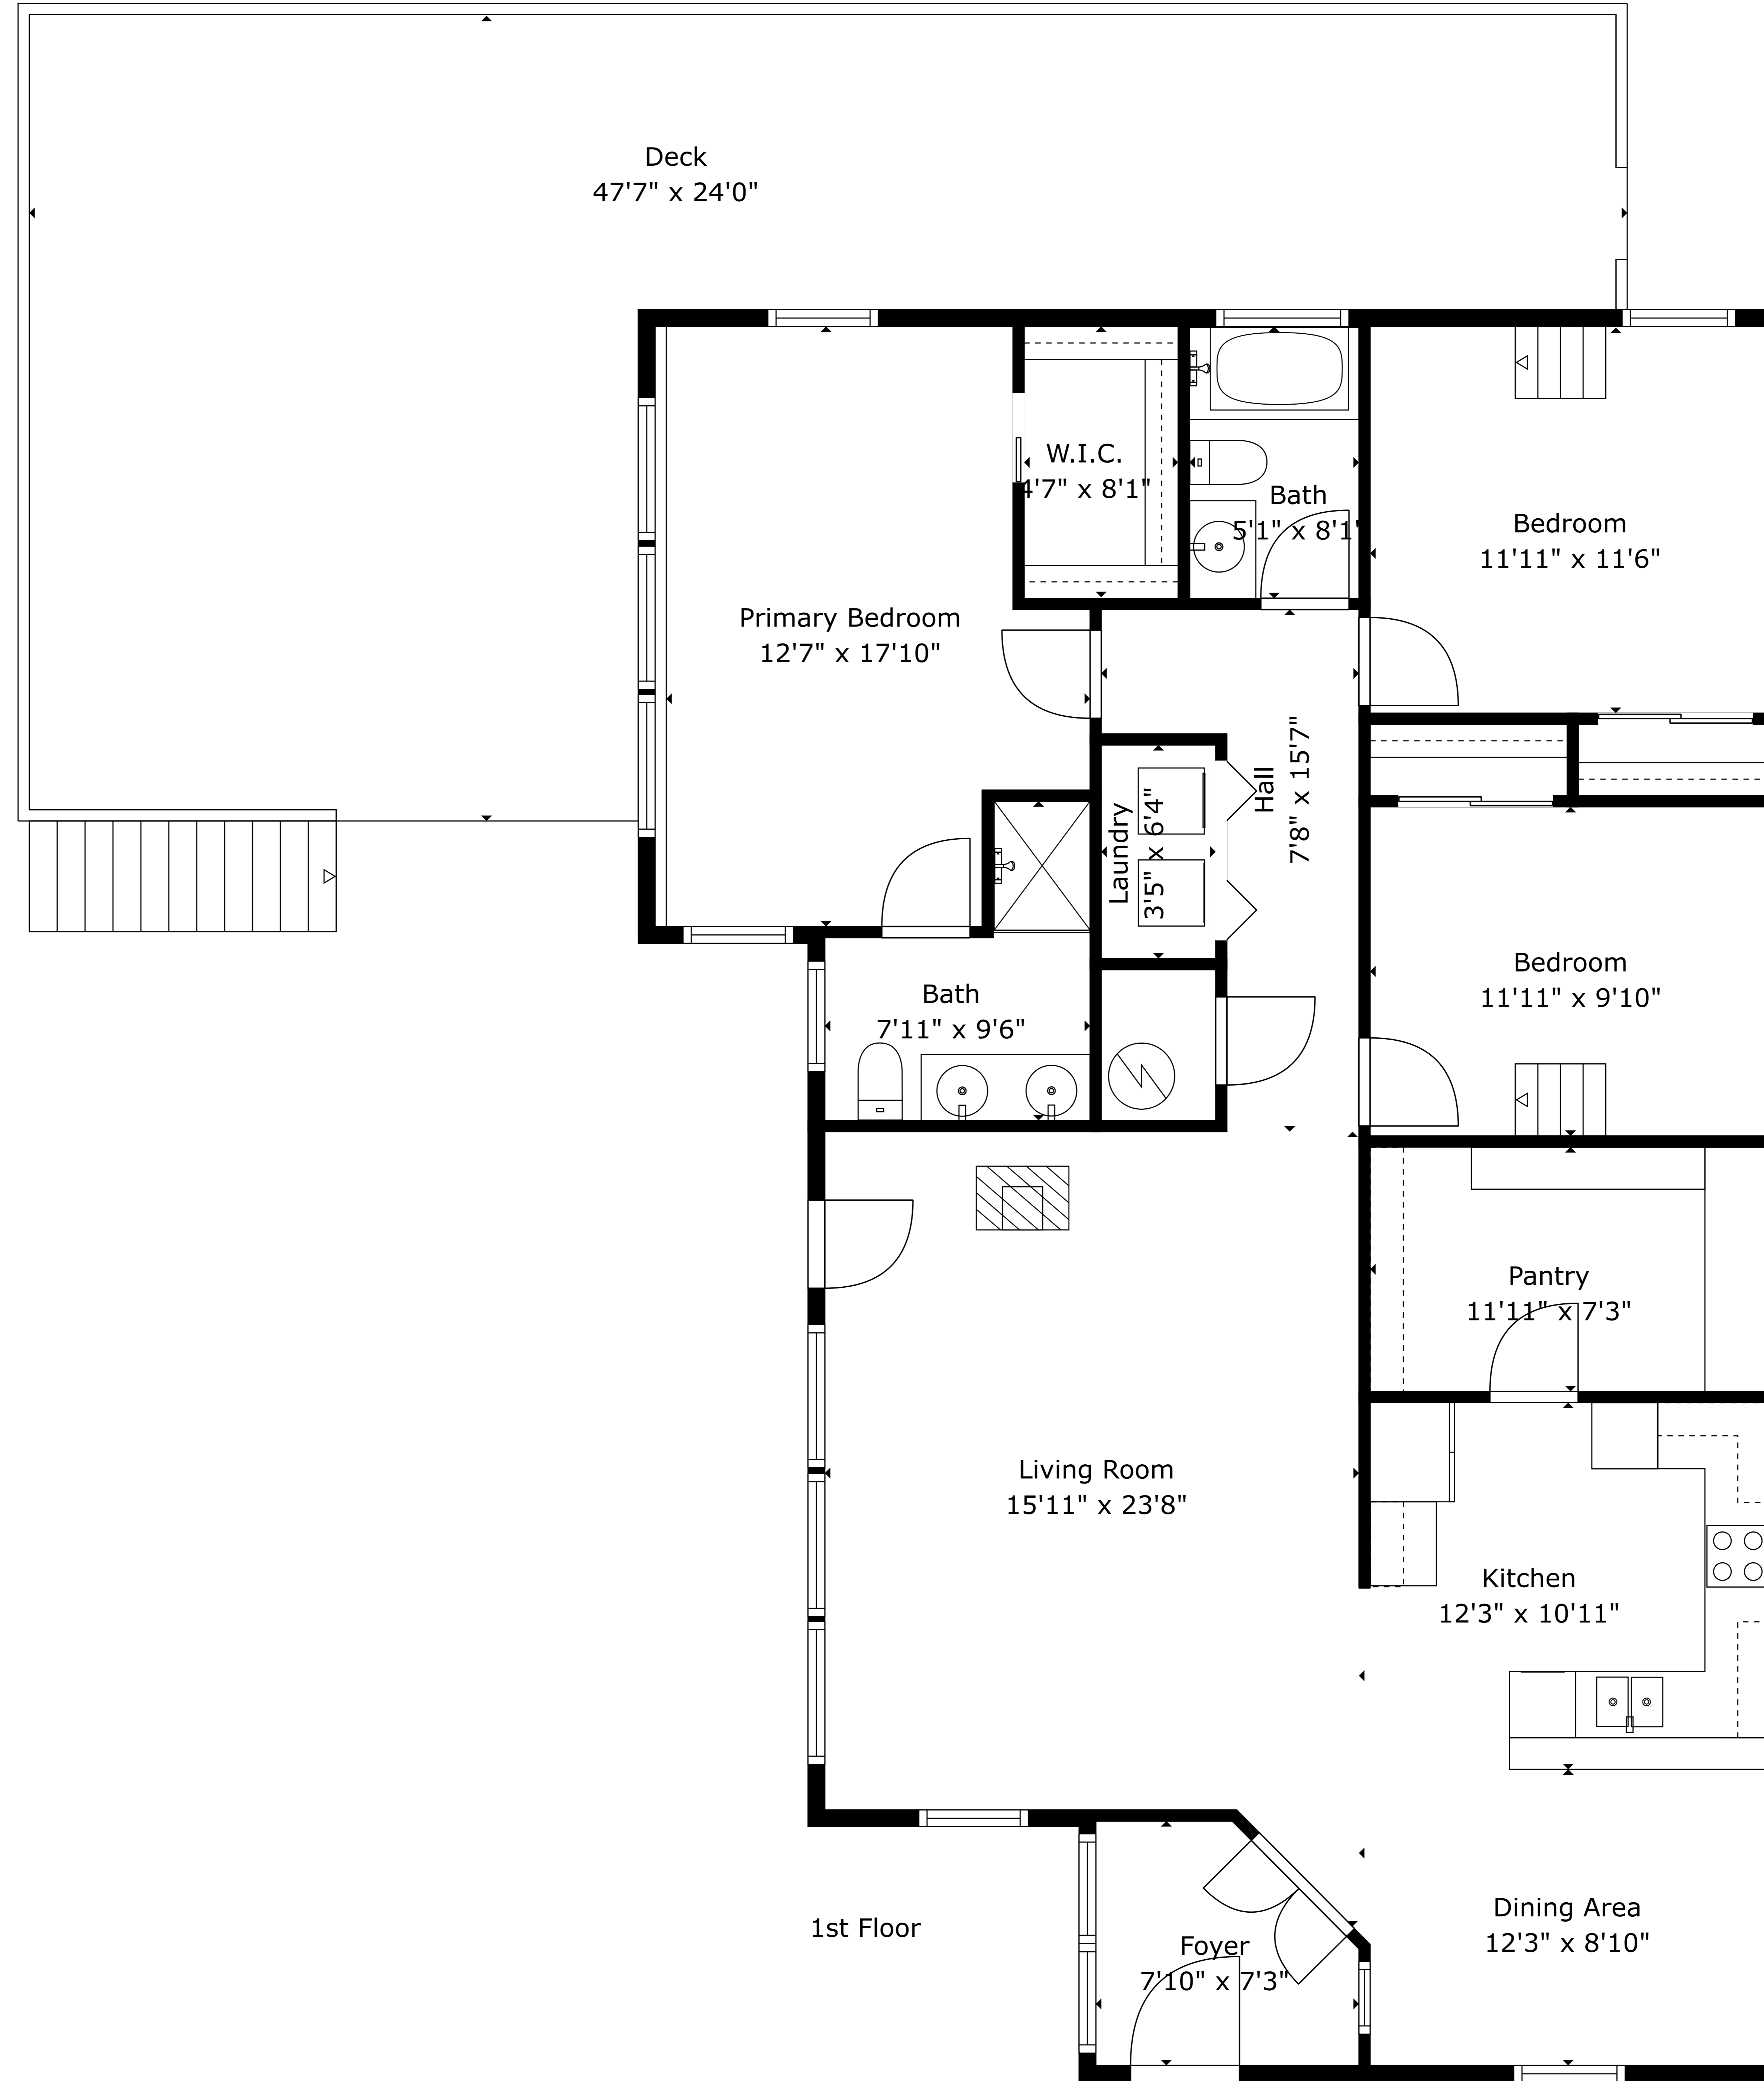 Deck
47'7" x 24'0"
W.I.C.
4'7" x 8'1"
Bath
5'1" x 8'1"
Bedroom
11'11" x 11'6"
Primary Bedroom
12'7" x 17'10"
Hall
7'8" x 15'7"
Laundry
3'5" x 6'4"
Bedroom
11'11" x 9'10"
Bath
7'11" x 9'6"
Pantry
11'11" x 7'3"
Living Room
15'11" x 23'8"
Kitchen
12'3" x 10'11"
Dining Area
12'3" x 8'10"
1st Floor
Foyer
7'10" x 7'3"